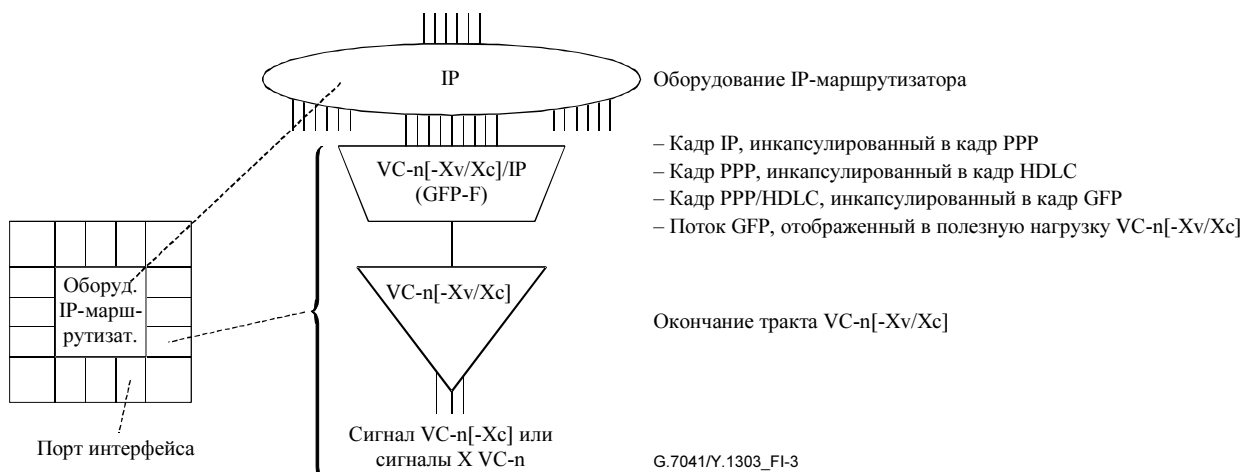 IP
Оборудование IP-маршрутизатора
VC-n[-Xv/Xc]/IP
(GFP-F)
– Кадр IP, инкапсулированный в кадр PPP
– Кадр PPP, инкапсулированный в кадр HDLC
– Кадр PPP/HDLC, инкапсулированный в кадр GFP
– Поток GFP, отображенный в полезную нагрузку VC-n[-Xv/Xc]
Оборуд.
IP-марш-
рутизат.
VC-n[-Xv/Xc]
Окончание тракта VC-n[-Xv/Xc]
Порт интерфейса
Сигнал VC-n[-Xc] или
сигналы X VC-n
G.7041/Y.1303_FI-3